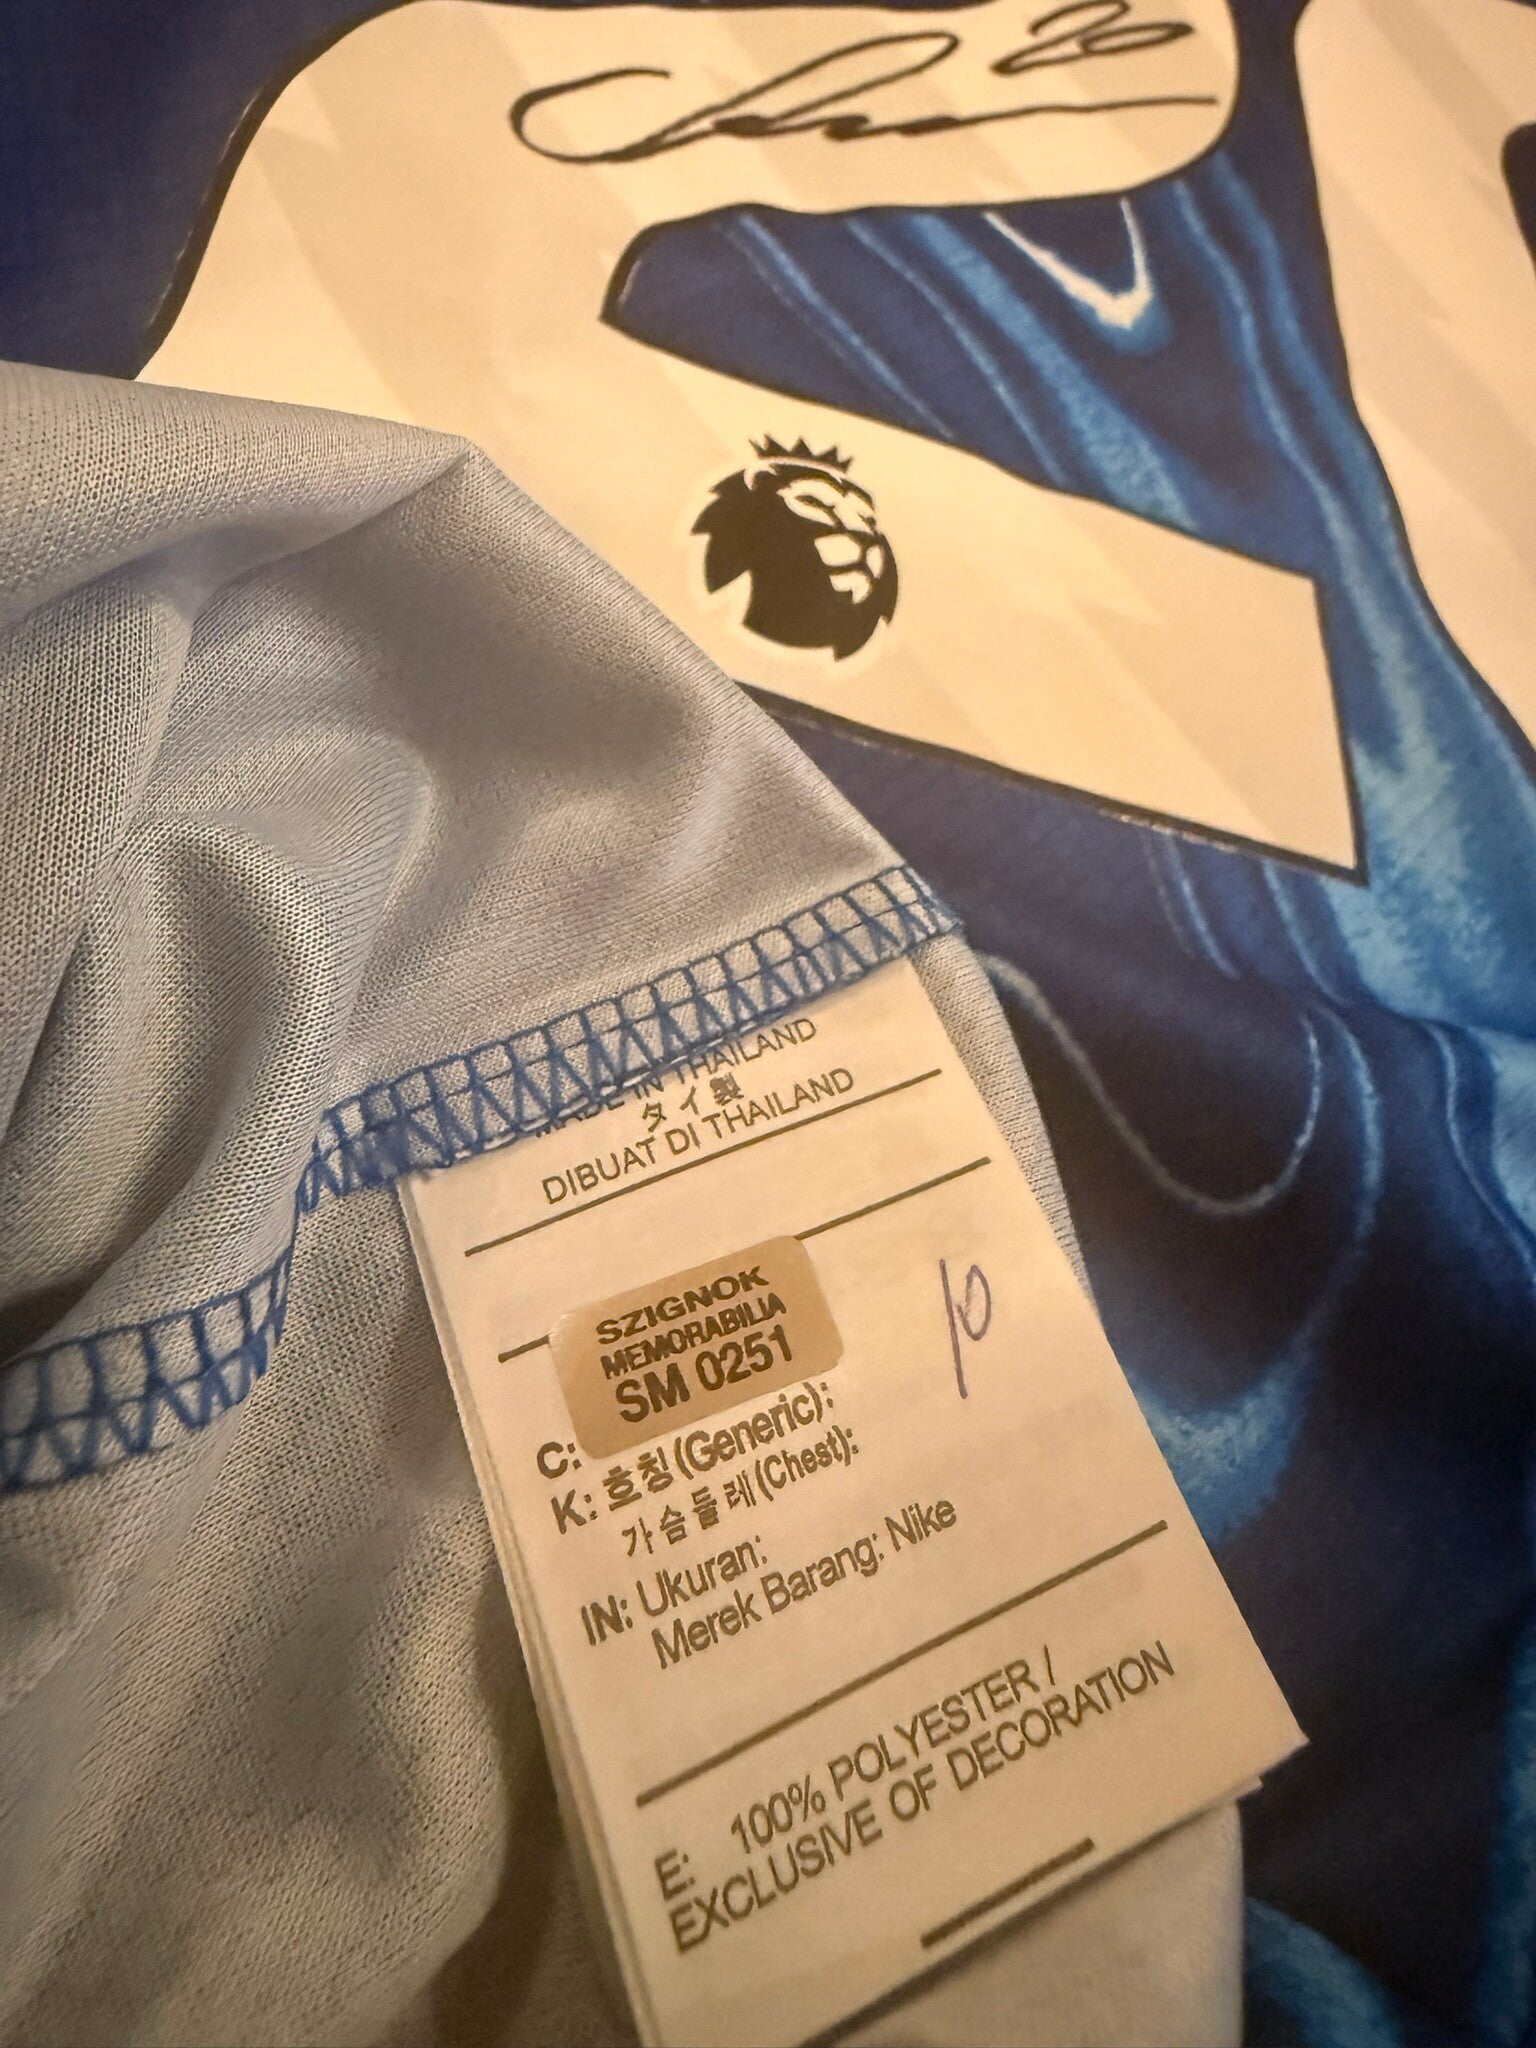 20
MADE IN THAILAND
タイ製
DIBUAT DI THAILAND
SZIGNOK
MEMORABILIA
SM 0251
10
C:
K: 호칭(Generic):
가슴둘레(Chest):
IN: Ukuran:
Merek Barang: Nike
E: 100% POLYESTER /
EXCLUSIVE OF DECORATION